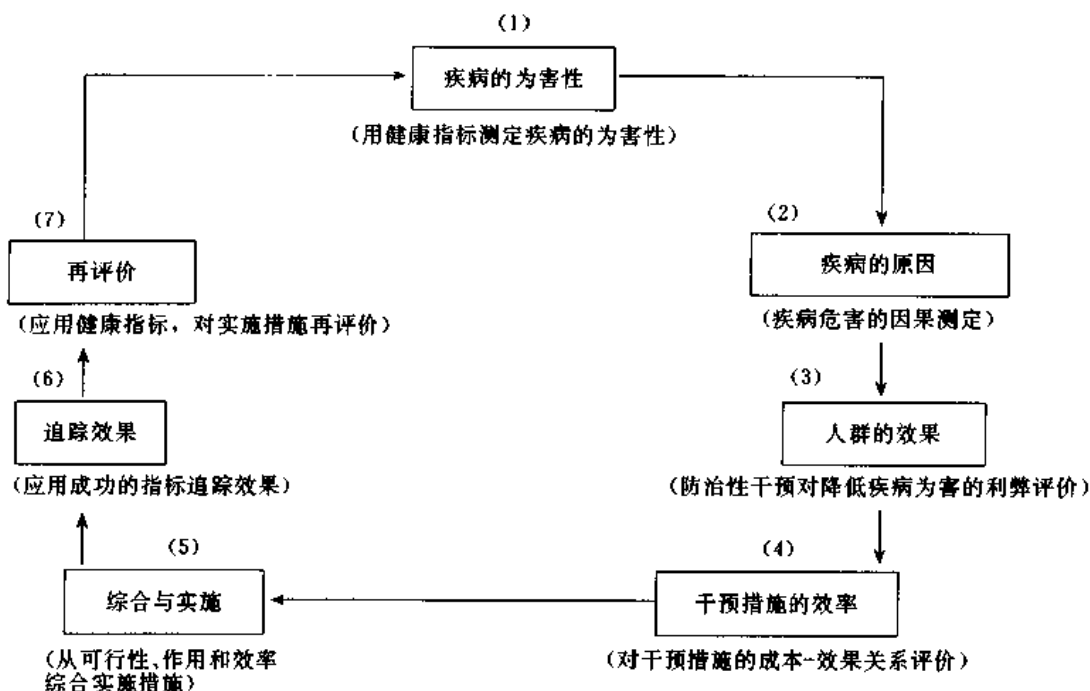 (1)
疾病的为害性
(用健康指标测定疾病的为害性)
(2)
疾病的原因
(疾病危害的因果测定)
(3)
人群的效果
(防治性干预对降低疾病为害的利弊评价)
(4)
干预措施的效率
(对干预措施的成本-效果关系评价)
(5)
综合与实施
(从可行性、作用和效率
综合实施措施)
(6)
追踪效果
(应用成功的指标追踪效果)
(7)
再评价
(应用健康指标，对实施措施再评价)